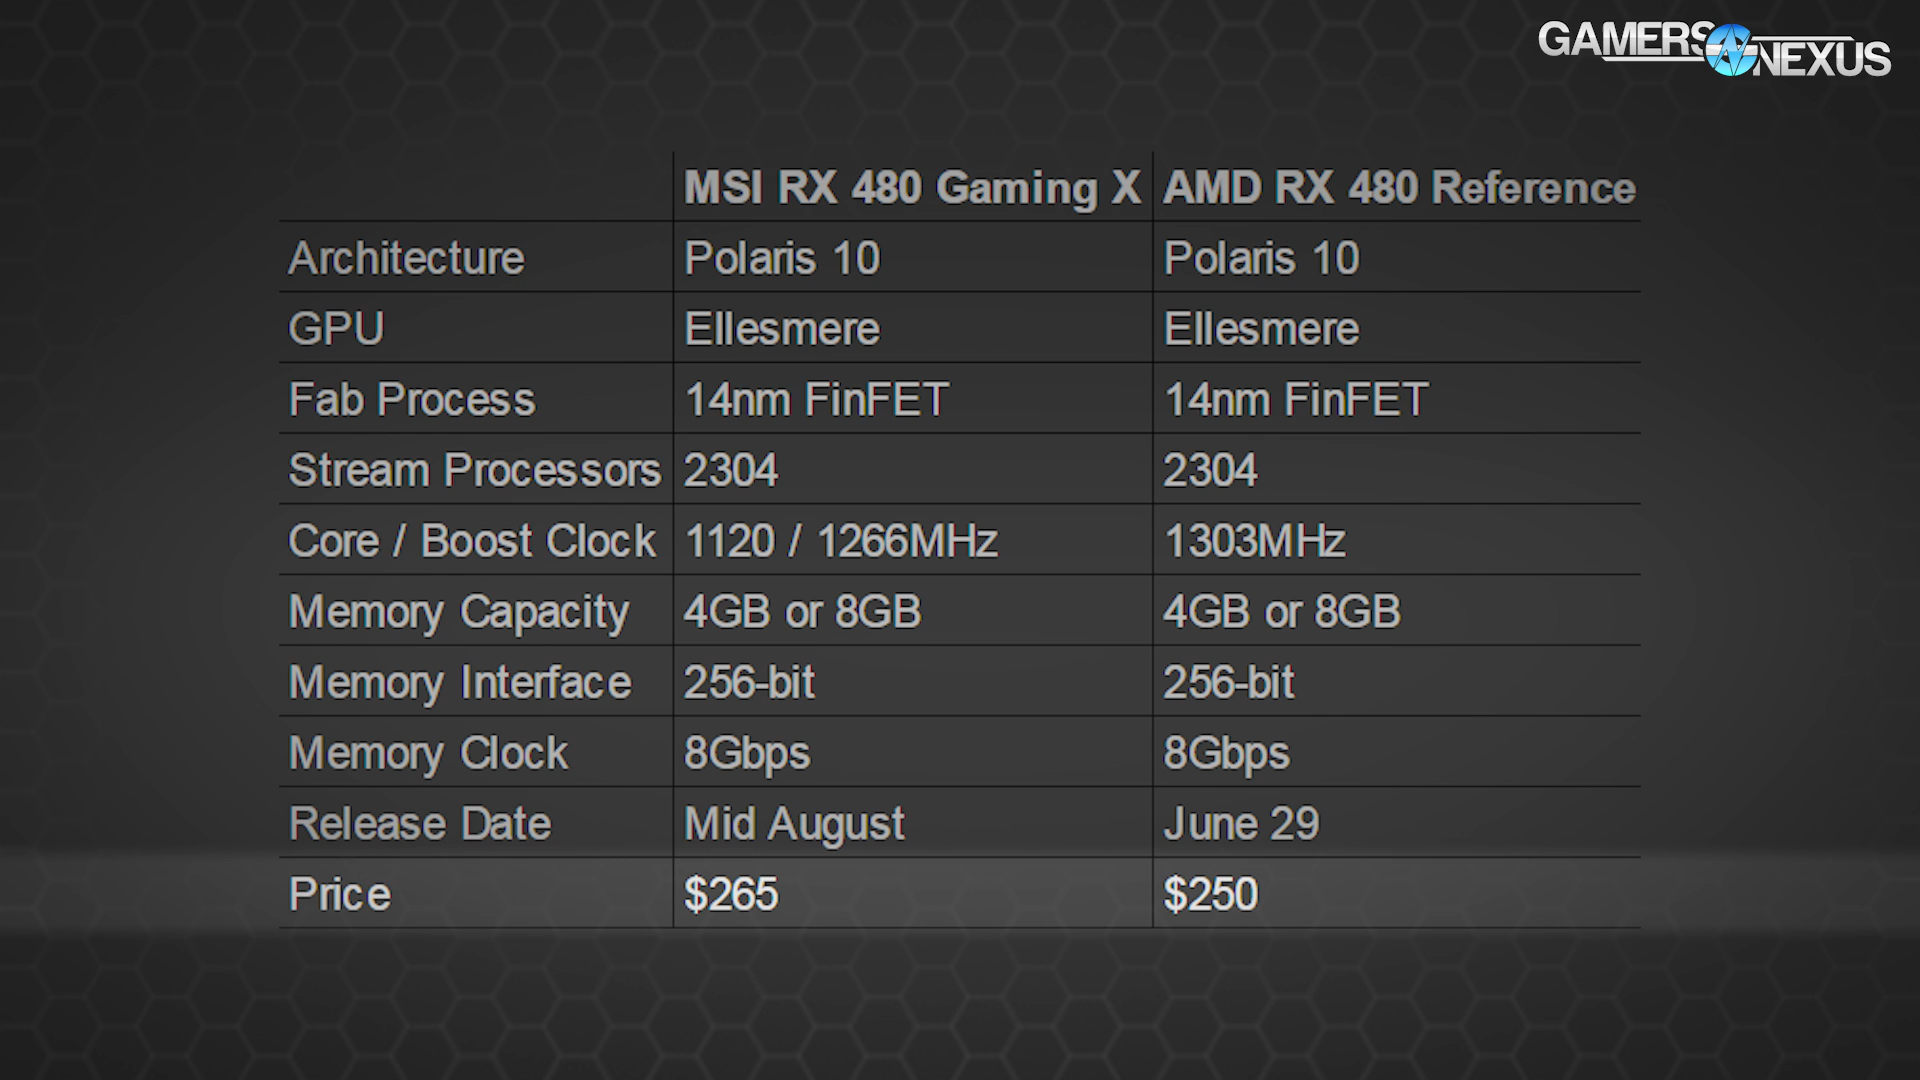 GAMERS NEXUS
MSI RX 480 Gaming X AMD RX 480 Reference
Architecture Polaris 10 Polaris 10
GPU Ellesmere Ellesmere
Fab Process 14nm FinFET 14nm FinFET
Stream Processors 2304 2304
Core / Boost Clock 1120 / 1266MHz 1303MHz
Memory Capacity 4GB or 8GB 4GB or 8GB
Memory Interface 256-bit 256-bit
Memory Clock 8Gbps 8Gbps
Release Date Mid August June 29
Price $265 $250